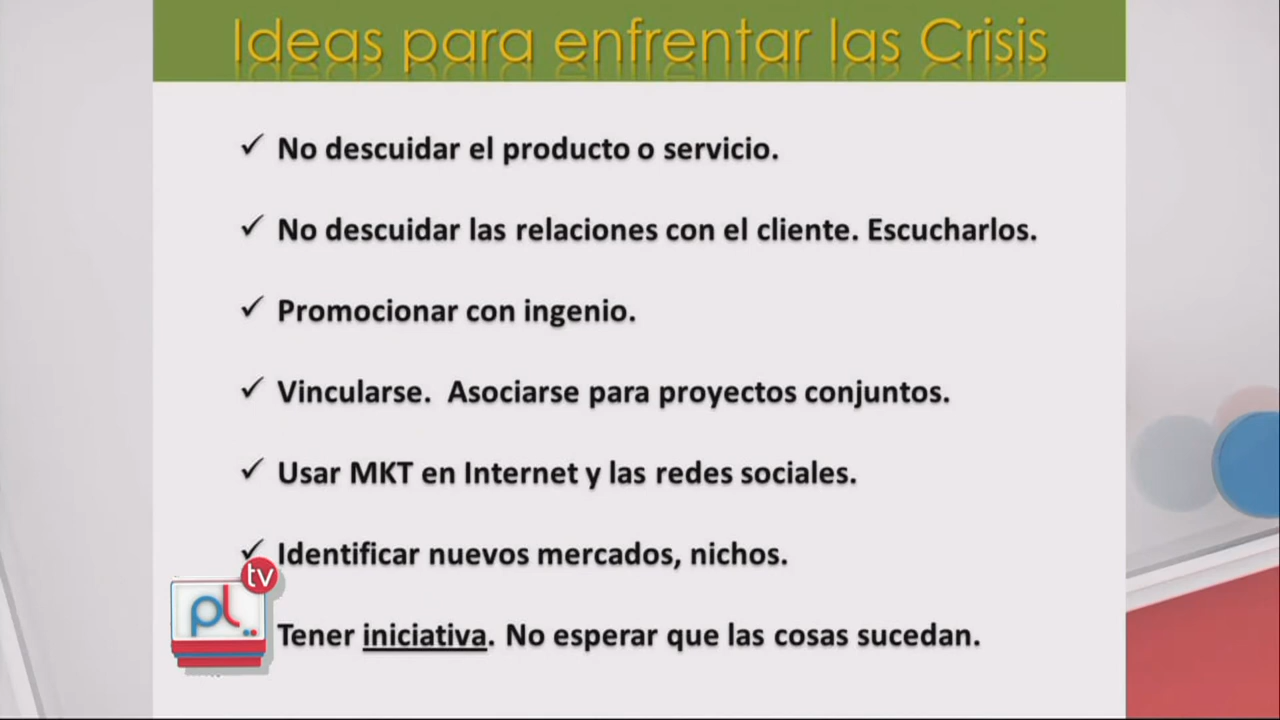 Ideas para enfrentar las Crisis
✓ No descuidar el producto o servicio.
✓ No descuidar las relaciones con el cliente. Escucharlos.
✓ Promocionar con ingenio.
✓ Vincularse. Asociarse para proyectos conjuntos.
✓ Usar MKT en Internet y las redes sociales.
✓ Identificar nuevos mercados, nichos.
Tener iniciativa. No esperar que las cosas sucedan.
tv
pl